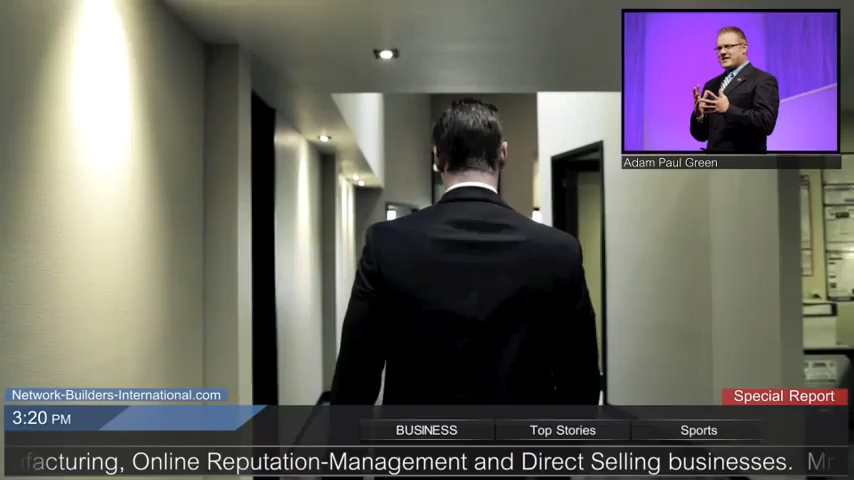 Adam Paul Green
Network-Builders-International.com
Special Report
3:20 PM
BUSINESS
Top Stories
Sports
facturing, Online Reputation-Management and Direct Selling businesses. Mr